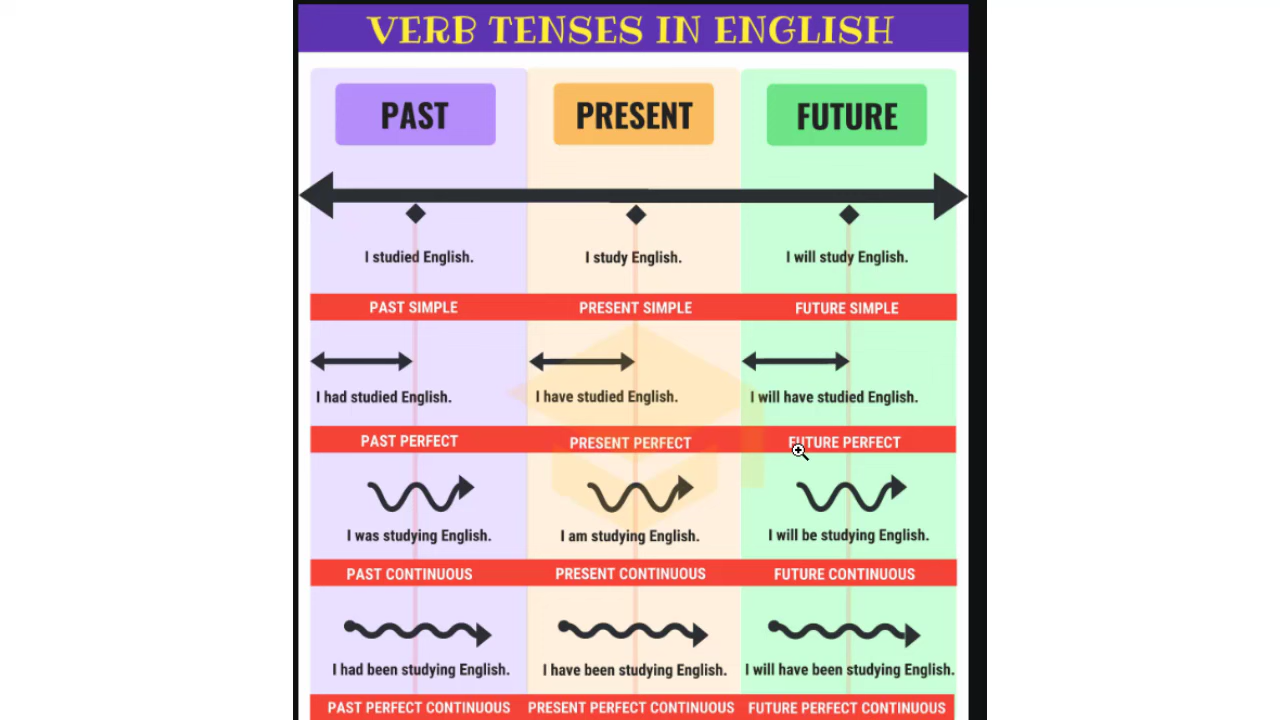 VERB TENSES IN ENGLISH
PAST PRESENT FUTURE
I studied English. I study English. I will study English.
PAST SIMPLE PRESENT SIMPLE FUTURE SIMPLE
I had studied English. I have studied English. I will have studied English.
PAST PERFECT PRESENT PERFECT FUTURE PERFECT
I was studying English. I am studying English. I will be studying English.
PAST CONTINUOUS PRESENT CONTINUOUS FUTURE CONTINUOUS
I had been studying English. I have been studying English. I will have been studying English.
PAST PERFECT CONTINUOUS PRESENT PERFECT CONTINUOUS FUTURE PERFECT CONTINUOUS